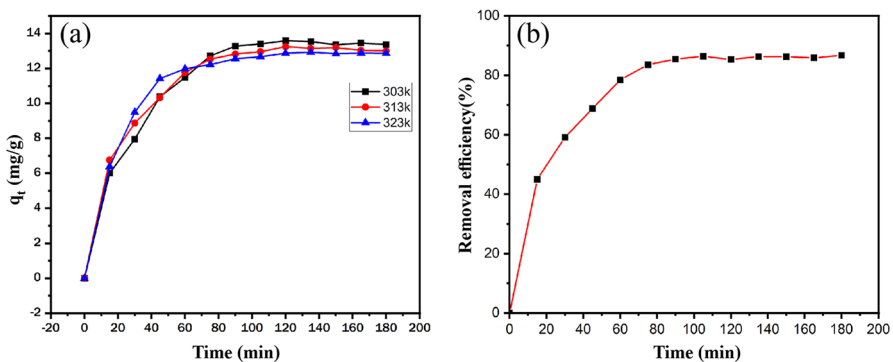 (a)
qt (mg/g)
14
12
10
8
6
4
2
0
-2
303k
313k
323k
-20 0 20 40 60 80 100 120 140 160 180 200
Time (min)
(b)
Removal efficiency(%)
100
80
60
40
20
0
0 20 40 60 80 100 120 140 160 180 200
Time (min)